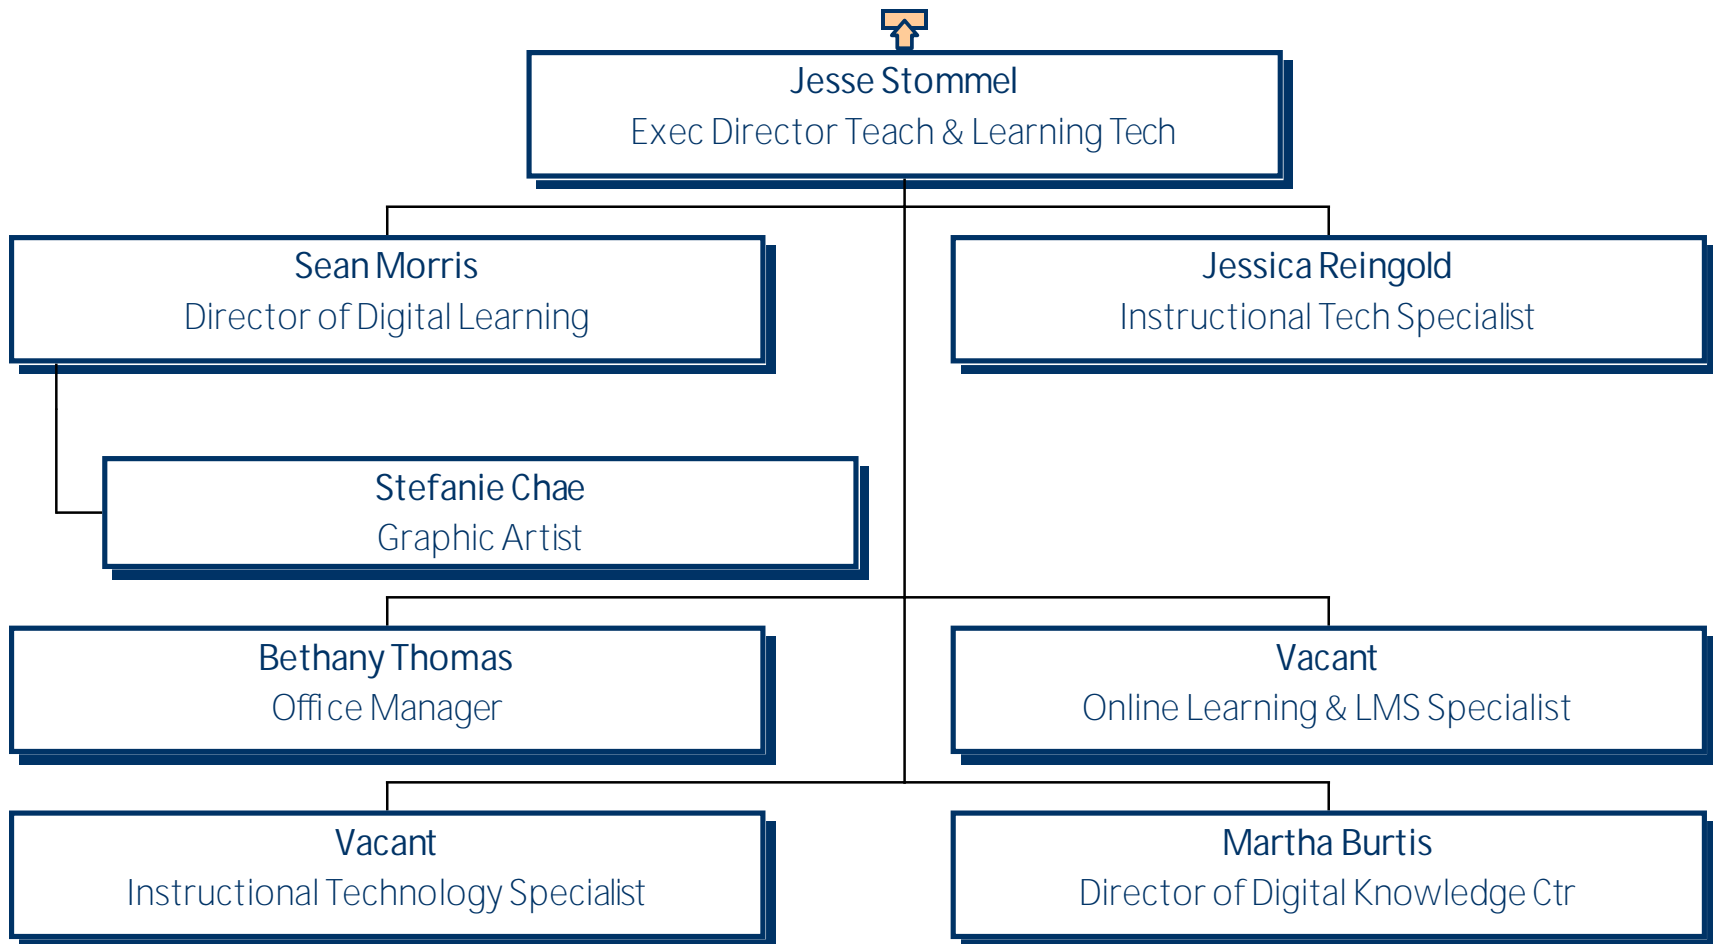 Jesse Stommel
Exec Director Teach & Learning Tech
Sean Morris
Director of Digital Learning
Jessica Reingold
Instructional Tech Specialist
Stefanie Chae
Graphic Artist
Bethany Thomas
Office Manager
Vacant
Online Learning & LMS Specialist
Vacant
Instructional Technology Specialist
Martha Burtis
Director of Digital Knowledge Ctr